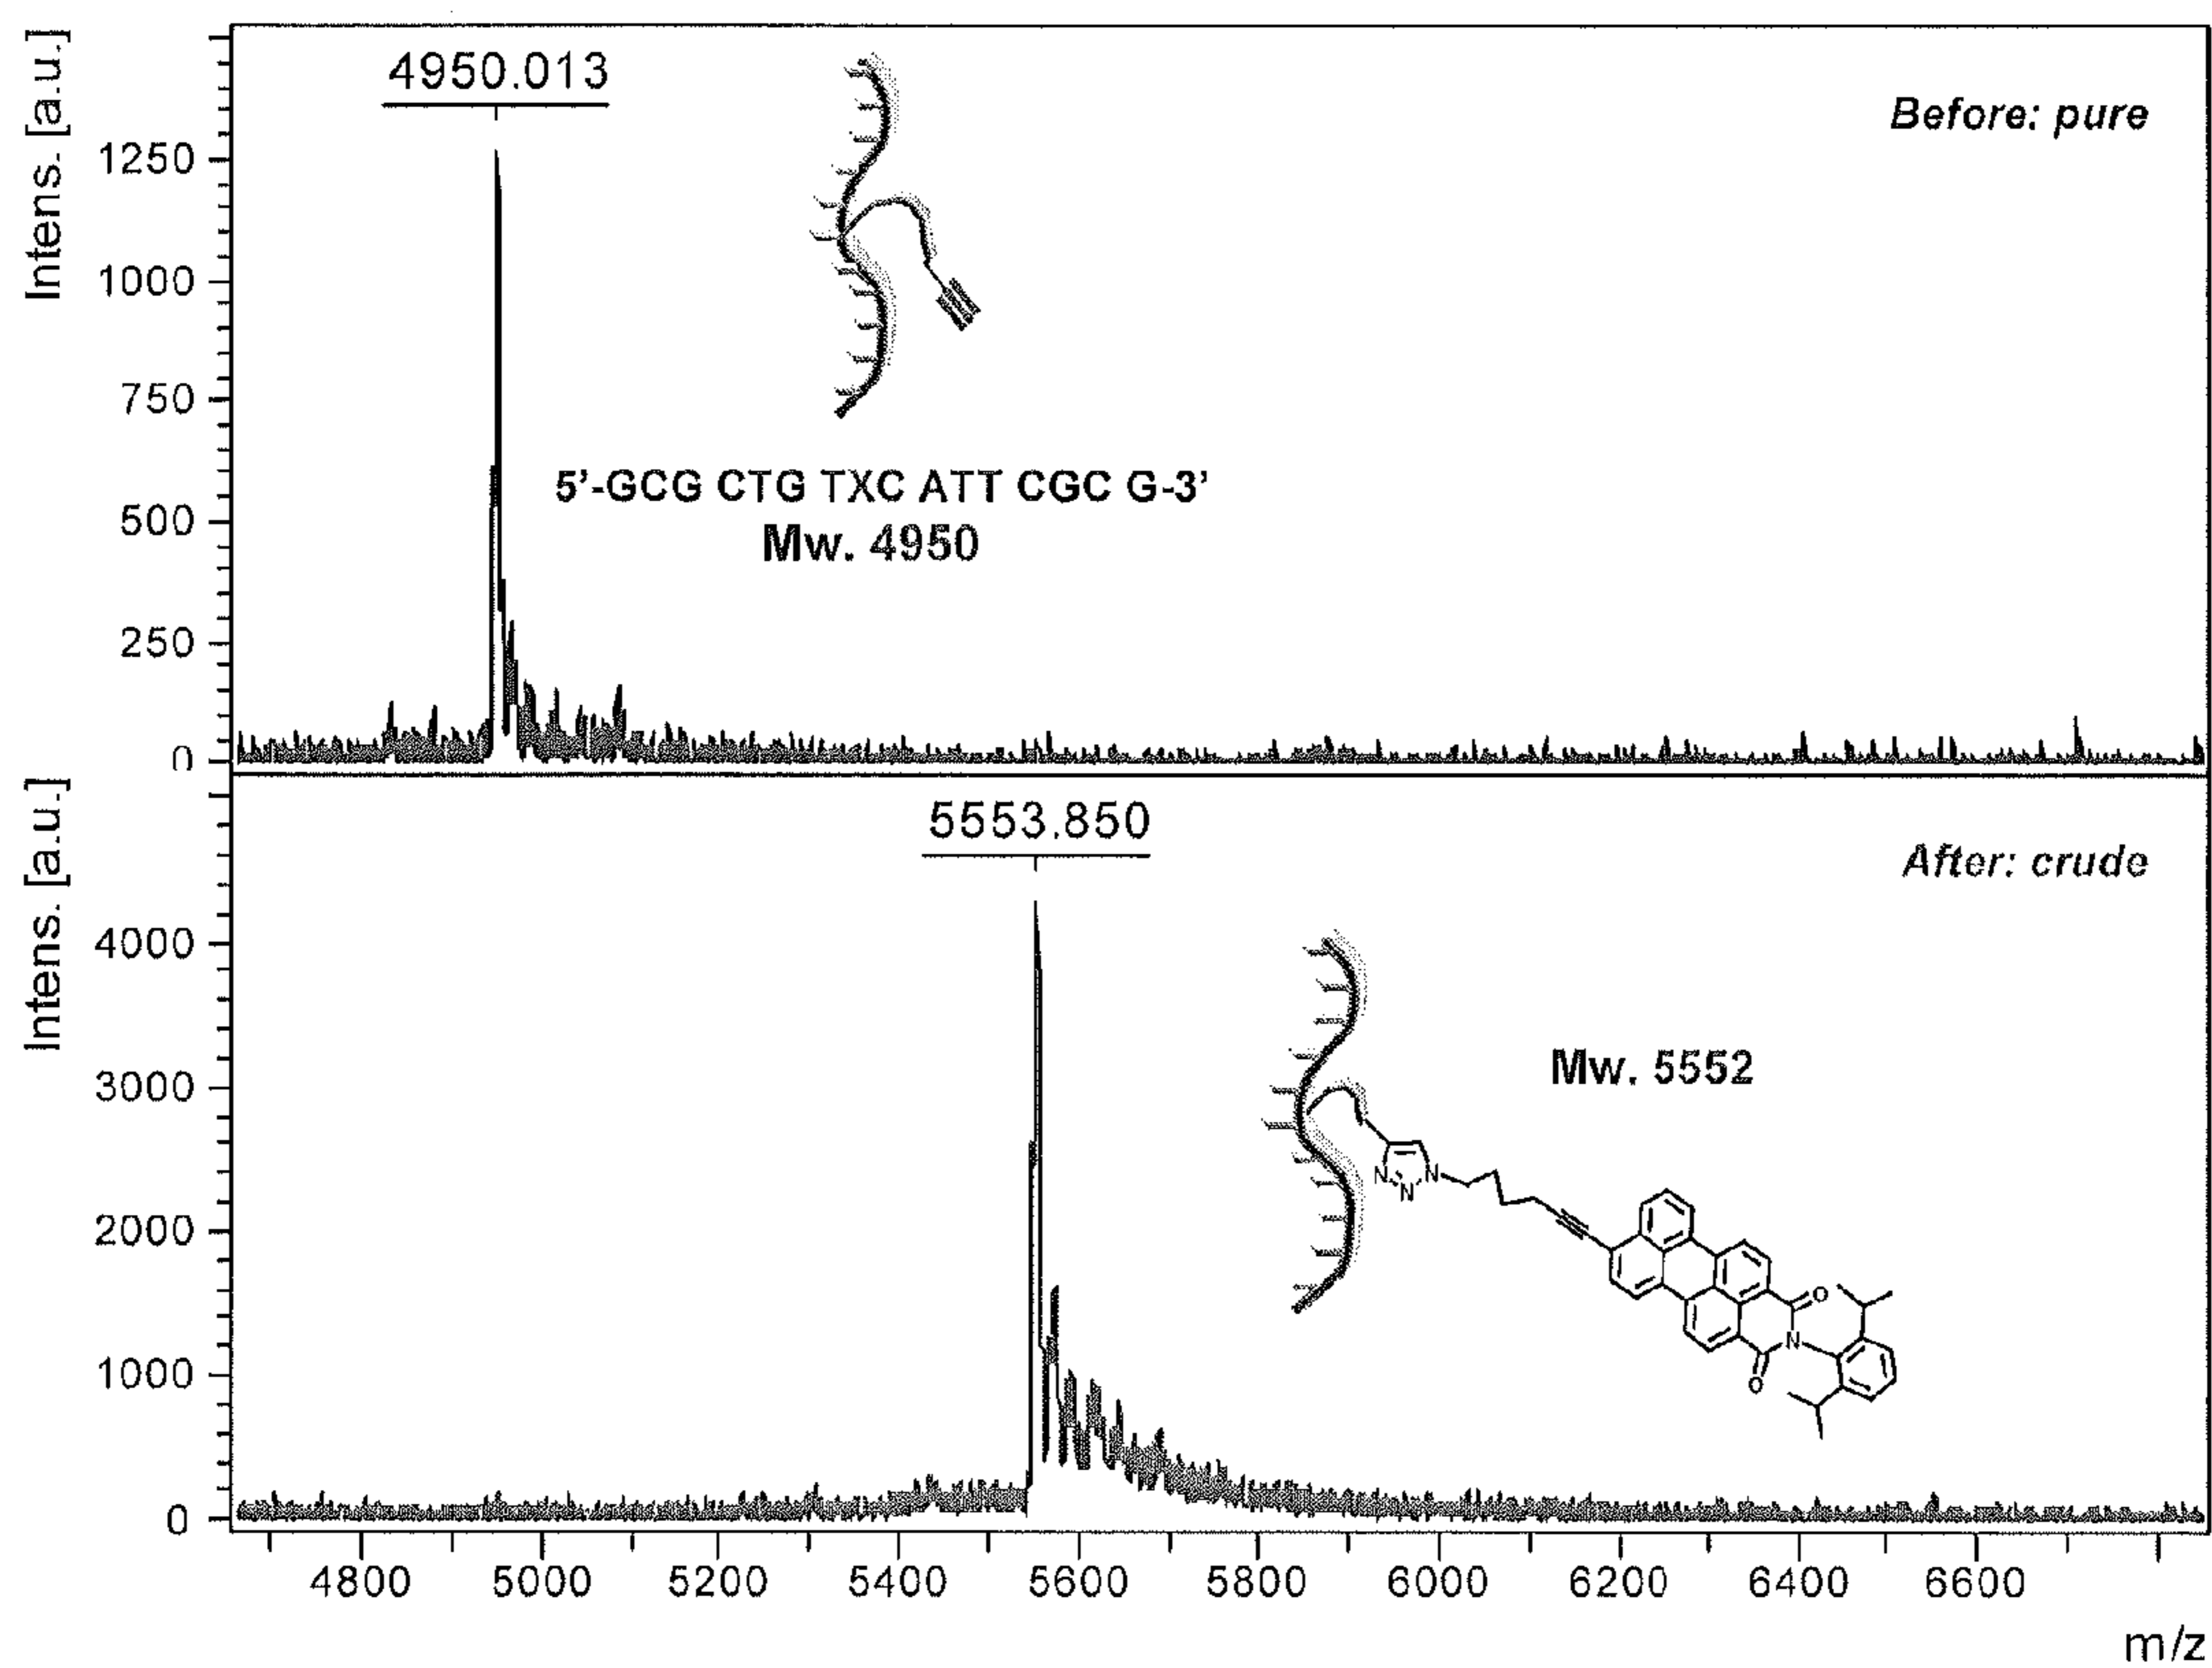 Intens. [a.u.]
4950.013
Before: pure
1250
1000
750
500
250
0
5'-GCG CTG TXC ATT CGC G-3'
Mw. 4950
Intens. [a.u.]
5553.850
After: crude
4000
3000
2000
1000
0
Mw. 5552
N
N
N
O
N
O
4800 5000 5200 5400 5600 5800 6000 6200 6400 6600
m/z